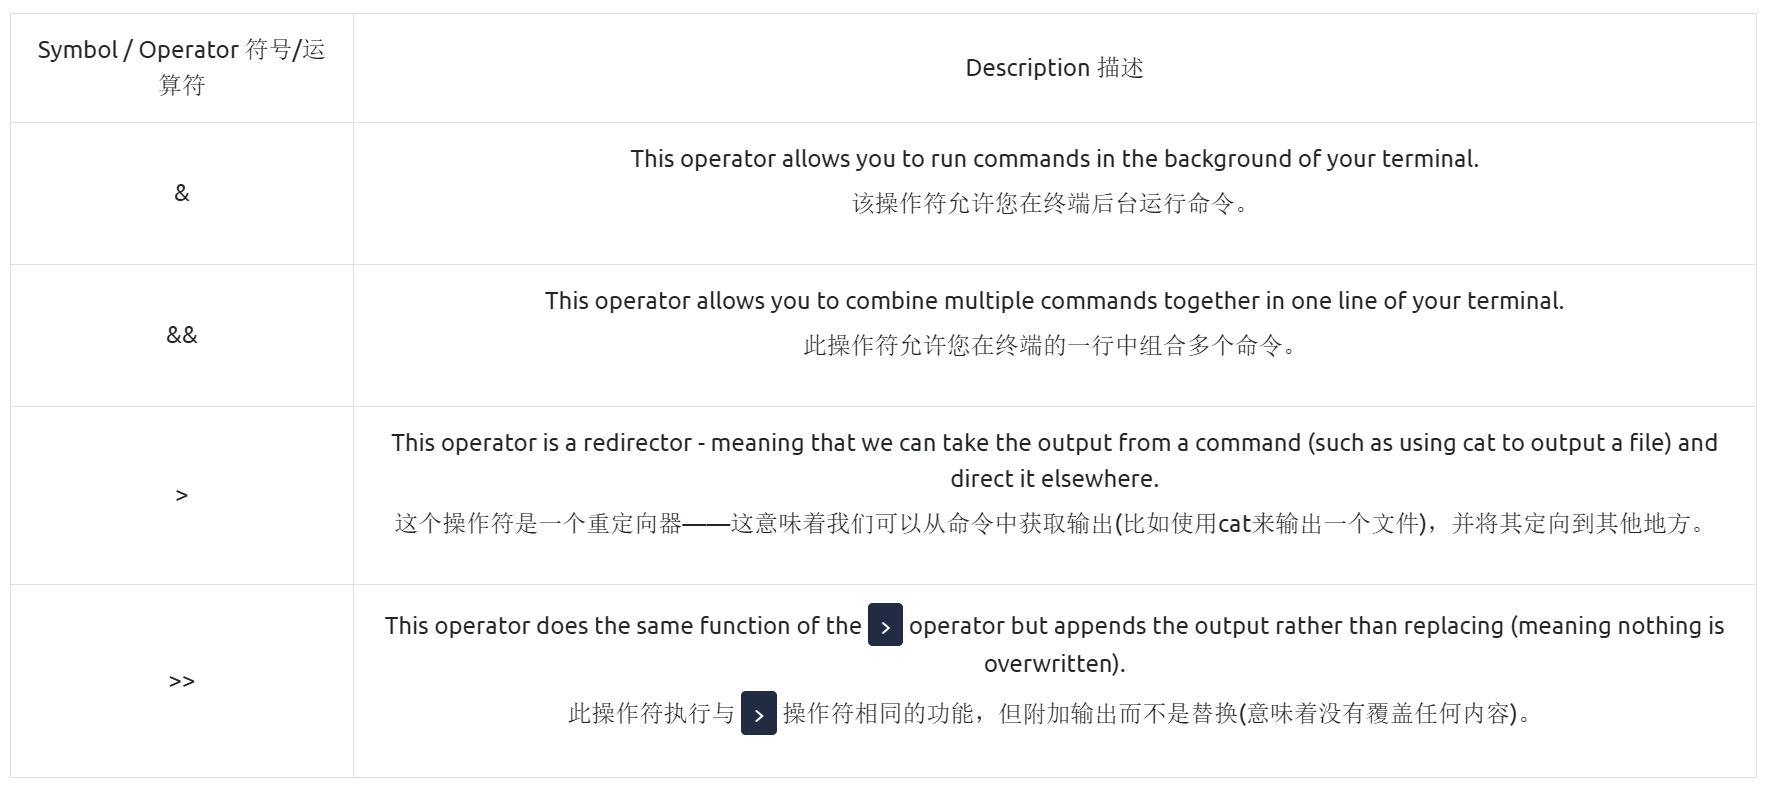 Symbol / Operator 符号/运
算符
Description 描述
&
This operator allows you to run commands in the background of your terminal.
该操作符允许您在终端后台运行命令。
&&
This operator allows you to combine multiple commands together in one line of your terminal.
此操作符允许您在终端的一行中组合多个命令。
>
This operator is a redirector - meaning that we can take the output from a command (such as using cat to output a file) and
direct it elsewhere.
这个操作符是一个重定向器——这意味着我们可以从命令中获取输出(比如使用cat来输出一个文件)，并将其定向到其他地方。
>>
This operator does the same function of the > operator but appends the output rather than replacing (meaning nothing is
overwritten).
此操作符执行与 > 操作符相同的功能，但附加输出而不是替换(意味着没有覆盖任何内容)。